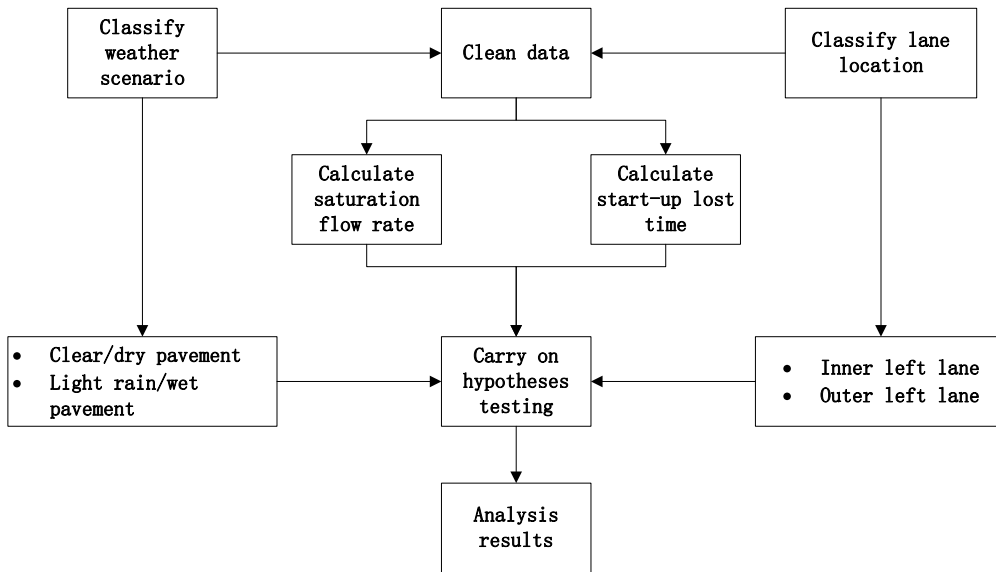 Classify
weather
scenario
Clean data
Classify lane
location
Calculate
saturation
flow rate
Calculate
start-up lost
time
• Clear/dry pavement
• Light rain/wet
pavement
Carry on
hypotheses
testing
• Inner left lane
• Outer left lane
Analysis
results